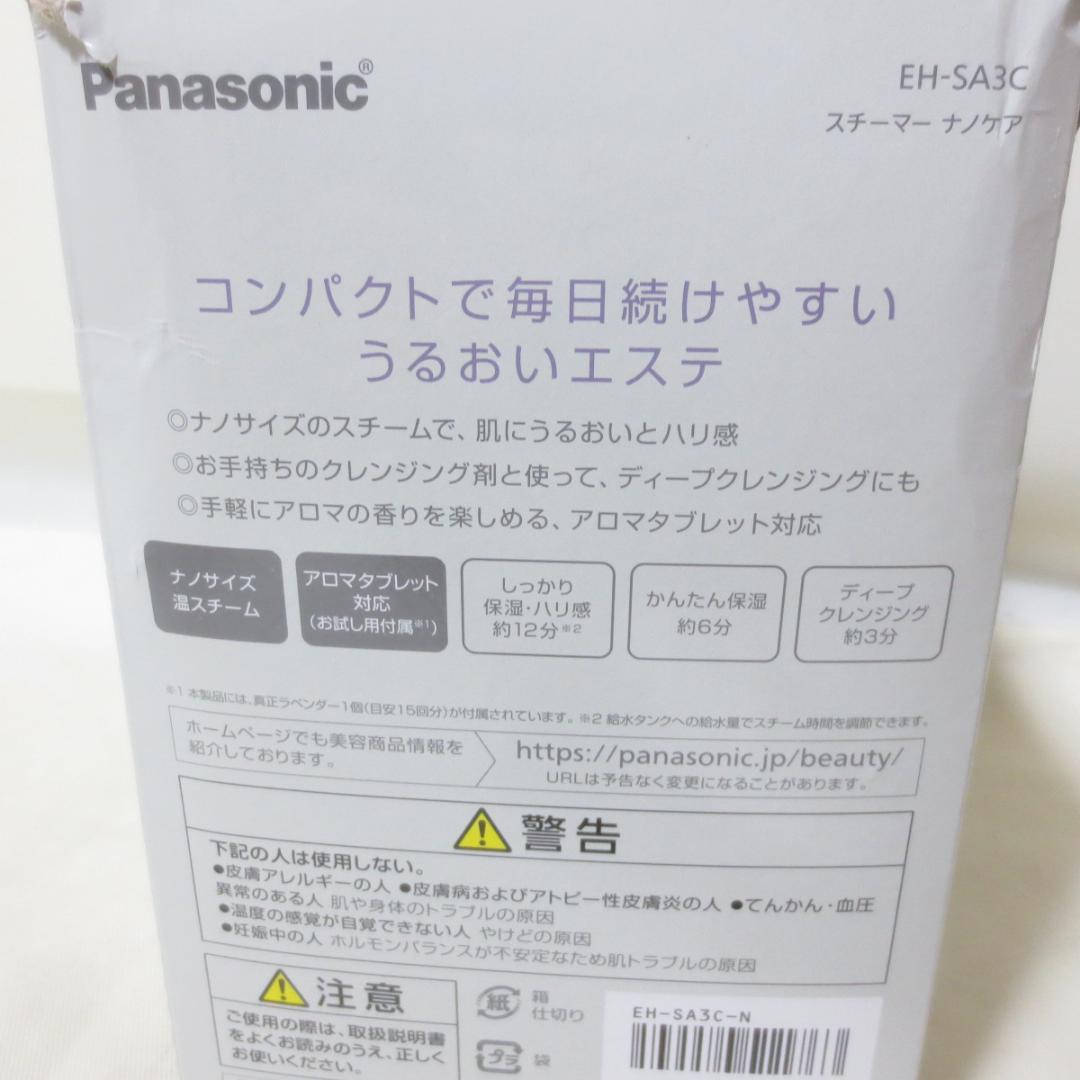 Panasonic®
EH-SA3C
スチーマー ナノケア
コンパクトで毎日続けやすい
うるおいエステ
◎ナノサイズのスチームで、肌にうるおいとハリ感
◎お手持ちのクレンジング剤と使って、ディープクレンジングにも
◎手軽にアロマの香りを楽しめる、アロマタブレット対応
ナノサイズ
温スチーム
アロマタブレット
対応
(お試し用付属※1)
しっかり
保湿・ハリ感
約12分※2
かんたん保湿
約6分
ディープ
クレンジング
約3分
※1 本製品には、真正ラベンダー1個(目安15回分)が付属されています。 ※2 給水タンクへの給水量でスチーム時間を調節できます。
ホームページでも美容商品情報を
紹介しております。
https://panasonic.jp/beauty/
URLは予告なく変更になることがあります。
警告
下記の人は使用しない。
●皮膚アレルギーの人 ●皮膚病およびアトピー性皮膚炎の人 ●てんかん・血圧
異常のある人 肌や身体のトラブルの原因
●温度の感覚が自覚できない人 やけどの原因
●妊娠中の人 ホルモンバランスが不安定なため肌トラブルの原因
注意
ご使用の際は、取扱説明書
をよくお読みのうえ、正しく
お使いください。
紙
箱
仕切り
プラ
袋
EH-SA3C-N